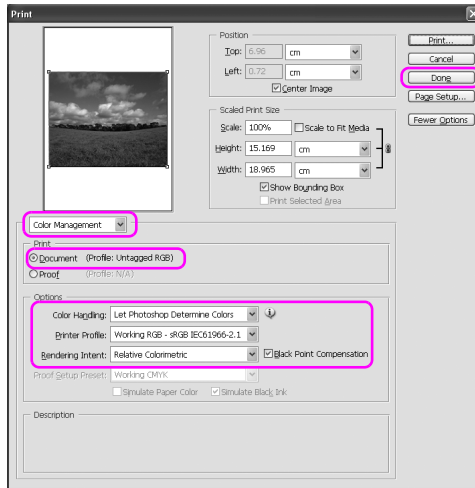 Print
Position
Top: 6.96 cm
Left: 0.72 cm
Center Image
Print...
Cancel
Done
Page Setup...
Fewer Options
Scaled Print Size
Scale: 100% Scale to Fit Media
Height: 15.169 cm
Width: 18.965 cm
Show Bounding Box
Print Selected Area
Color Management
Print
Document (Profile: Untagged RGB)
Proof (Profile: N/A)
Options
Color Handling: Let Photoshop Determine Colors
Printer Profile: Working RGB - sRGB IEC61966-2.1
Rendering Intent: Relative Colorimetric Black Point Compensation
Proof Setup Preset: Working CMYK
Simulate Paper Color Simulate Black Ink
Description